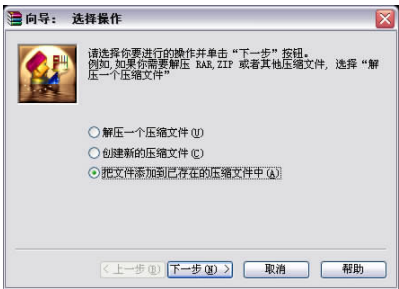 向导： 选择操作
请选择你要进行的操作并单击“下一步”按钮。
例如,如果你需要解压 RAR,ZIP 或者其他压缩文件, 选择“解
压一个压缩文件”
解压一个压缩文件(U)
创建新的压缩文件(C)
把文件添加到已存在的压缩文件中(A)
< 上一步(B) 下一步(N) > 取消 帮助